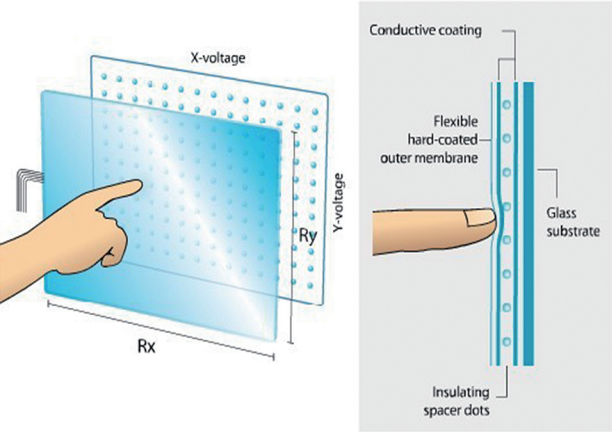 X-voltage
Y-voltage
Ry
Rx
Conductive coating
Flexible
hard-coated
outer membrane
Glass
substrate
Insulating
spacer dots